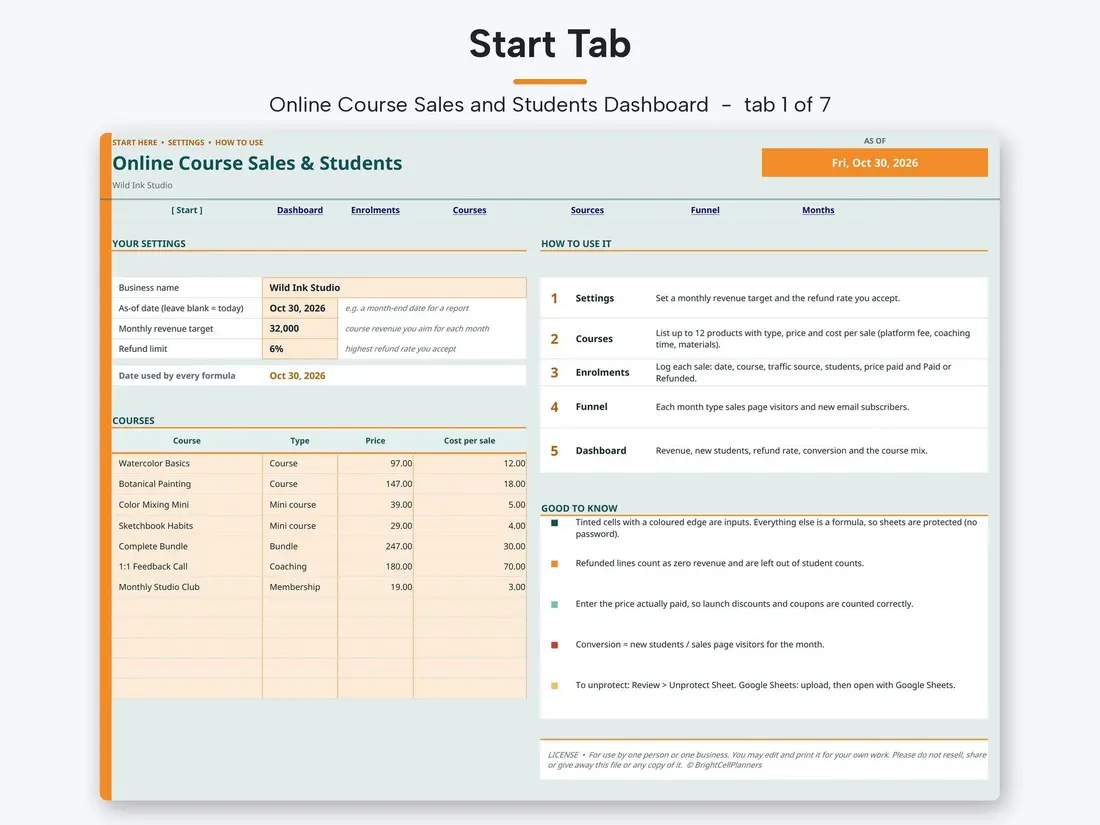 Start Tab
Online Course Sales and Students Dashboard - tab 1 of 7
START HERE • SETTINGS • HOW TO USE
AS OF
Online Course Sales & Students
Fri, Oct 30, 2026
Wild Ink Studio
[ Start ] Dashboard Enrolments Courses Sources Funnel Months
YOUR SETTINGS
Business name Wild Ink Studio
As-of date (leave blank = today) Oct 30, 2026 e.g. a month-end date for a report
Monthly revenue target 32,000 course revenue you aim for each month
Refund limit 6% highest refund rate you accept
Date used by every formula Oct 30, 2026
COURSES
Course Type Price Cost per sale
Watercolor Basics Course 97.00 12.00
Botanical Painting Course 147.00 18.00
Color Mixing Mini Mini course 39.00 5.00
Sketchbook Habits Mini course 29.00 4.00
Complete Bundle Bundle 247.00 30.00
1:1 Feedback Call Coaching 180.00 70.00
Monthly Studio Club Membership 19.00 3.00
HOW TO USE IT
1 Settings Set a monthly revenue target and the refund rate you accept.
2 Courses List up to 12 products with type, price and cost per sale (platform fee, coaching
time, materials).
3 Enrolments Log each sale: date, course, traffic source, students, price paid and Paid or
Refunded.
4 Funnel Each month type sales page visitors and new email subscribers.
5 Dashboard Revenue, new students, refund rate, conversion and the course mix.
GOOD TO KNOW
Tinted cells with a coloured edge are inputs. Everything else is a formula, so sheets are protected (no
password).
Refunded lines count as zero revenue and are left out of student counts.
Enter the price actually paid, so launch discounts and coupons are counted correctly.
Conversion = new students / sales page visitors for the month.
To unprotect: Review > Unprotect Sheet. Google Sheets: upload, then open with Google Sheets.
LICENSE • For use by one person or one business. You may edit and print it for your own work. Please do not resell, share
or give away this file or any copy of it. © BrightCellPlanners